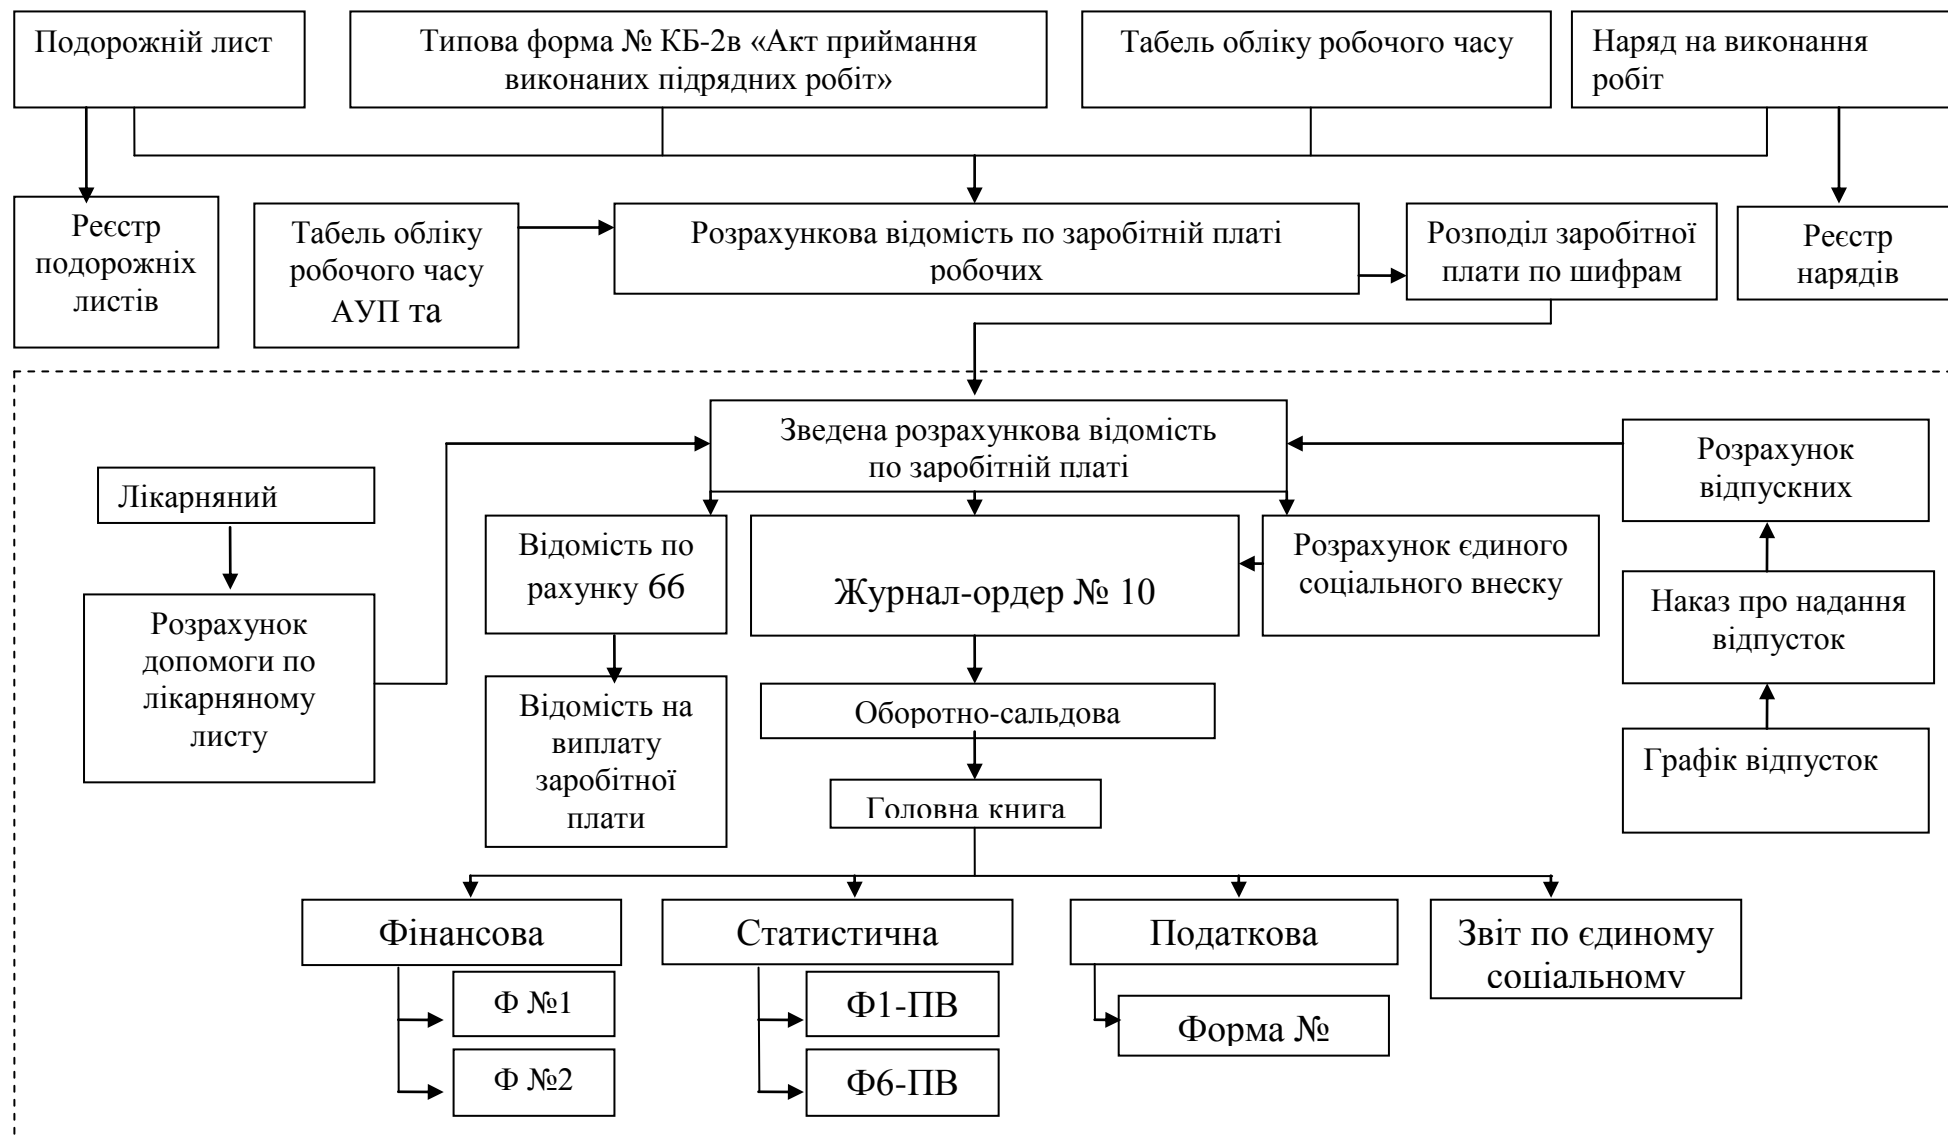 Подорожній лист
Типова форма № КБ-2в «Акт приймання
виконаних підрядних робіт»
Табель обліку робочого часу
Наряд на виконання
робіт
Реєстр
подорожніх
листів
Табель обліку
робочого часу
АУП та
Розрахункова відомість по заробітній платі
робочих
Розподіл заробітної
плати по шифрам
Реєстр
нарядів
Зведена розрахункова відомість
по заробітній платі
Розрахунок
відпускних
Лікарняний
Відомість по
рахунку 66
Журнал-ордер № 10
Розрахунок єдиного
соціального внеску
Наказ про надання
відпусток
Розрахунок
допомоги по
лікарняному
листу
Відомість на
виплату
заробітної
плати
Оборотно-сальдова
Графік відпусток
Головна книга
Фінансова
Статистична
Податкова
Звіт по єдиному
соціальному
Ф №1
Ф1-ПВ
Форма №
Ф №2
Ф6-ПВ